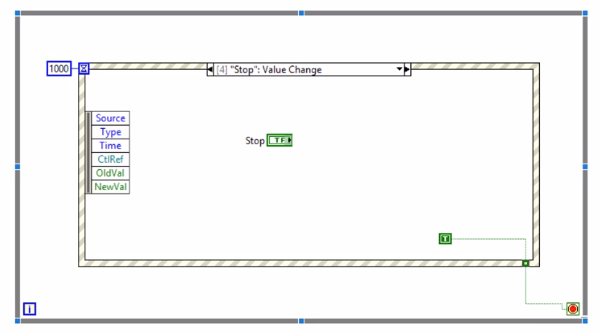 1000
[4] "Stop": Value Change
Source
Type
Time
CtlRef
OldVal
NewVal
Stop
TF
T
i